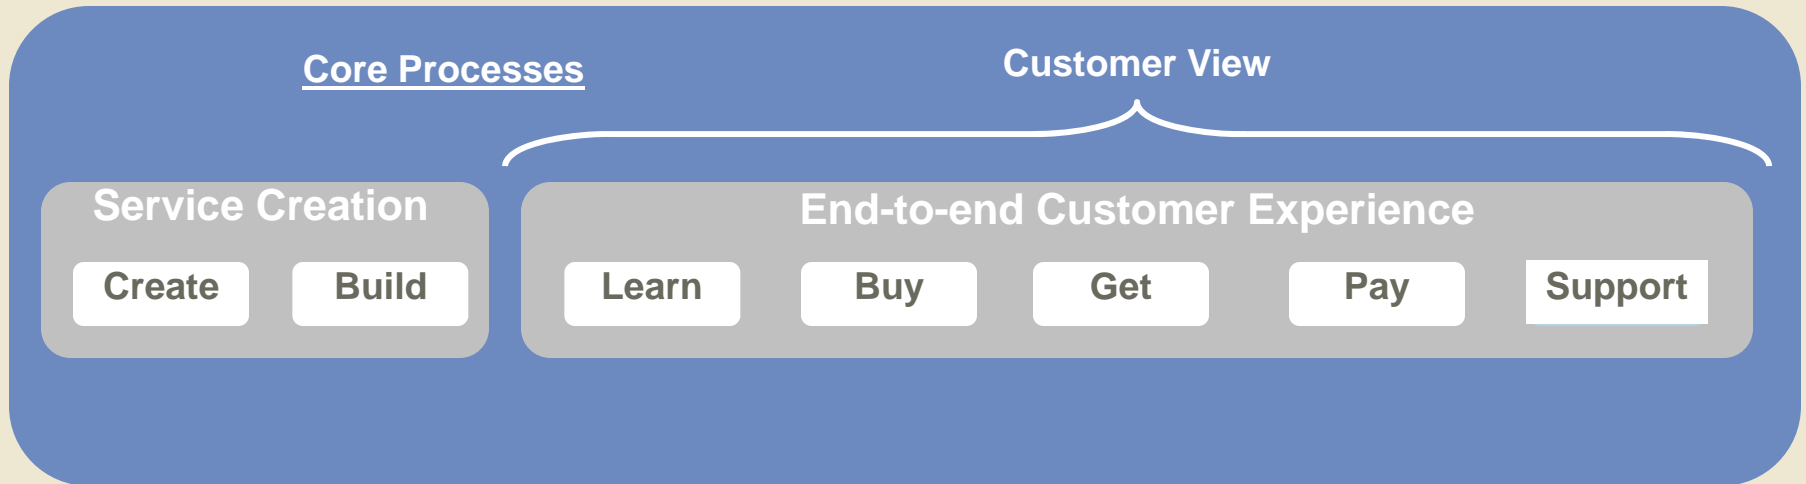 Core Processes
Customer View
Service Creation
End-to-end Customer Experience
Create
Build
Learn
Buy
Get
Pay
Support